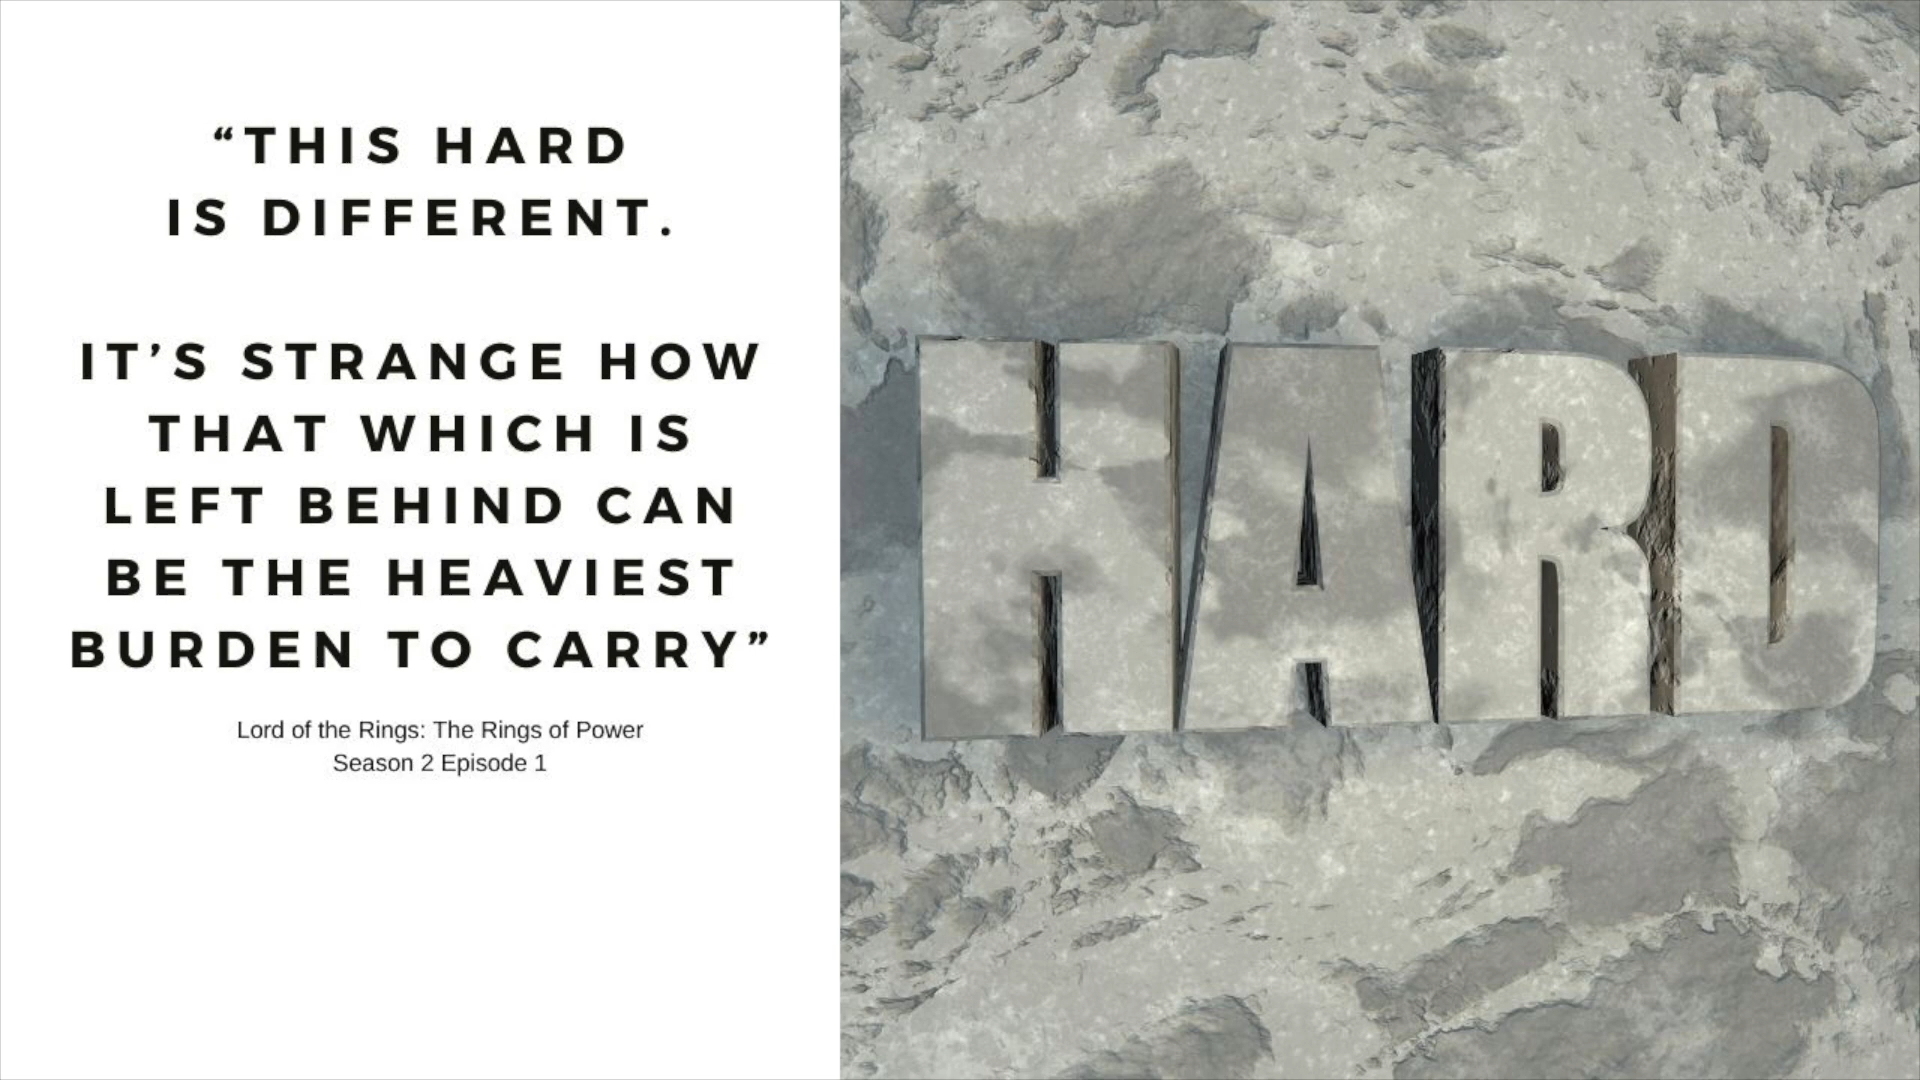 “THIS HARD
IS DIFFERENT.
IT’S STRANGE HOW
THAT WHICH IS
LEFT BEHIND CAN
BE THE HEAVIEST
BURDEN TO CARRY”
Lord of the Rings: The Rings of Power
Season 2 Episode 1
HARD